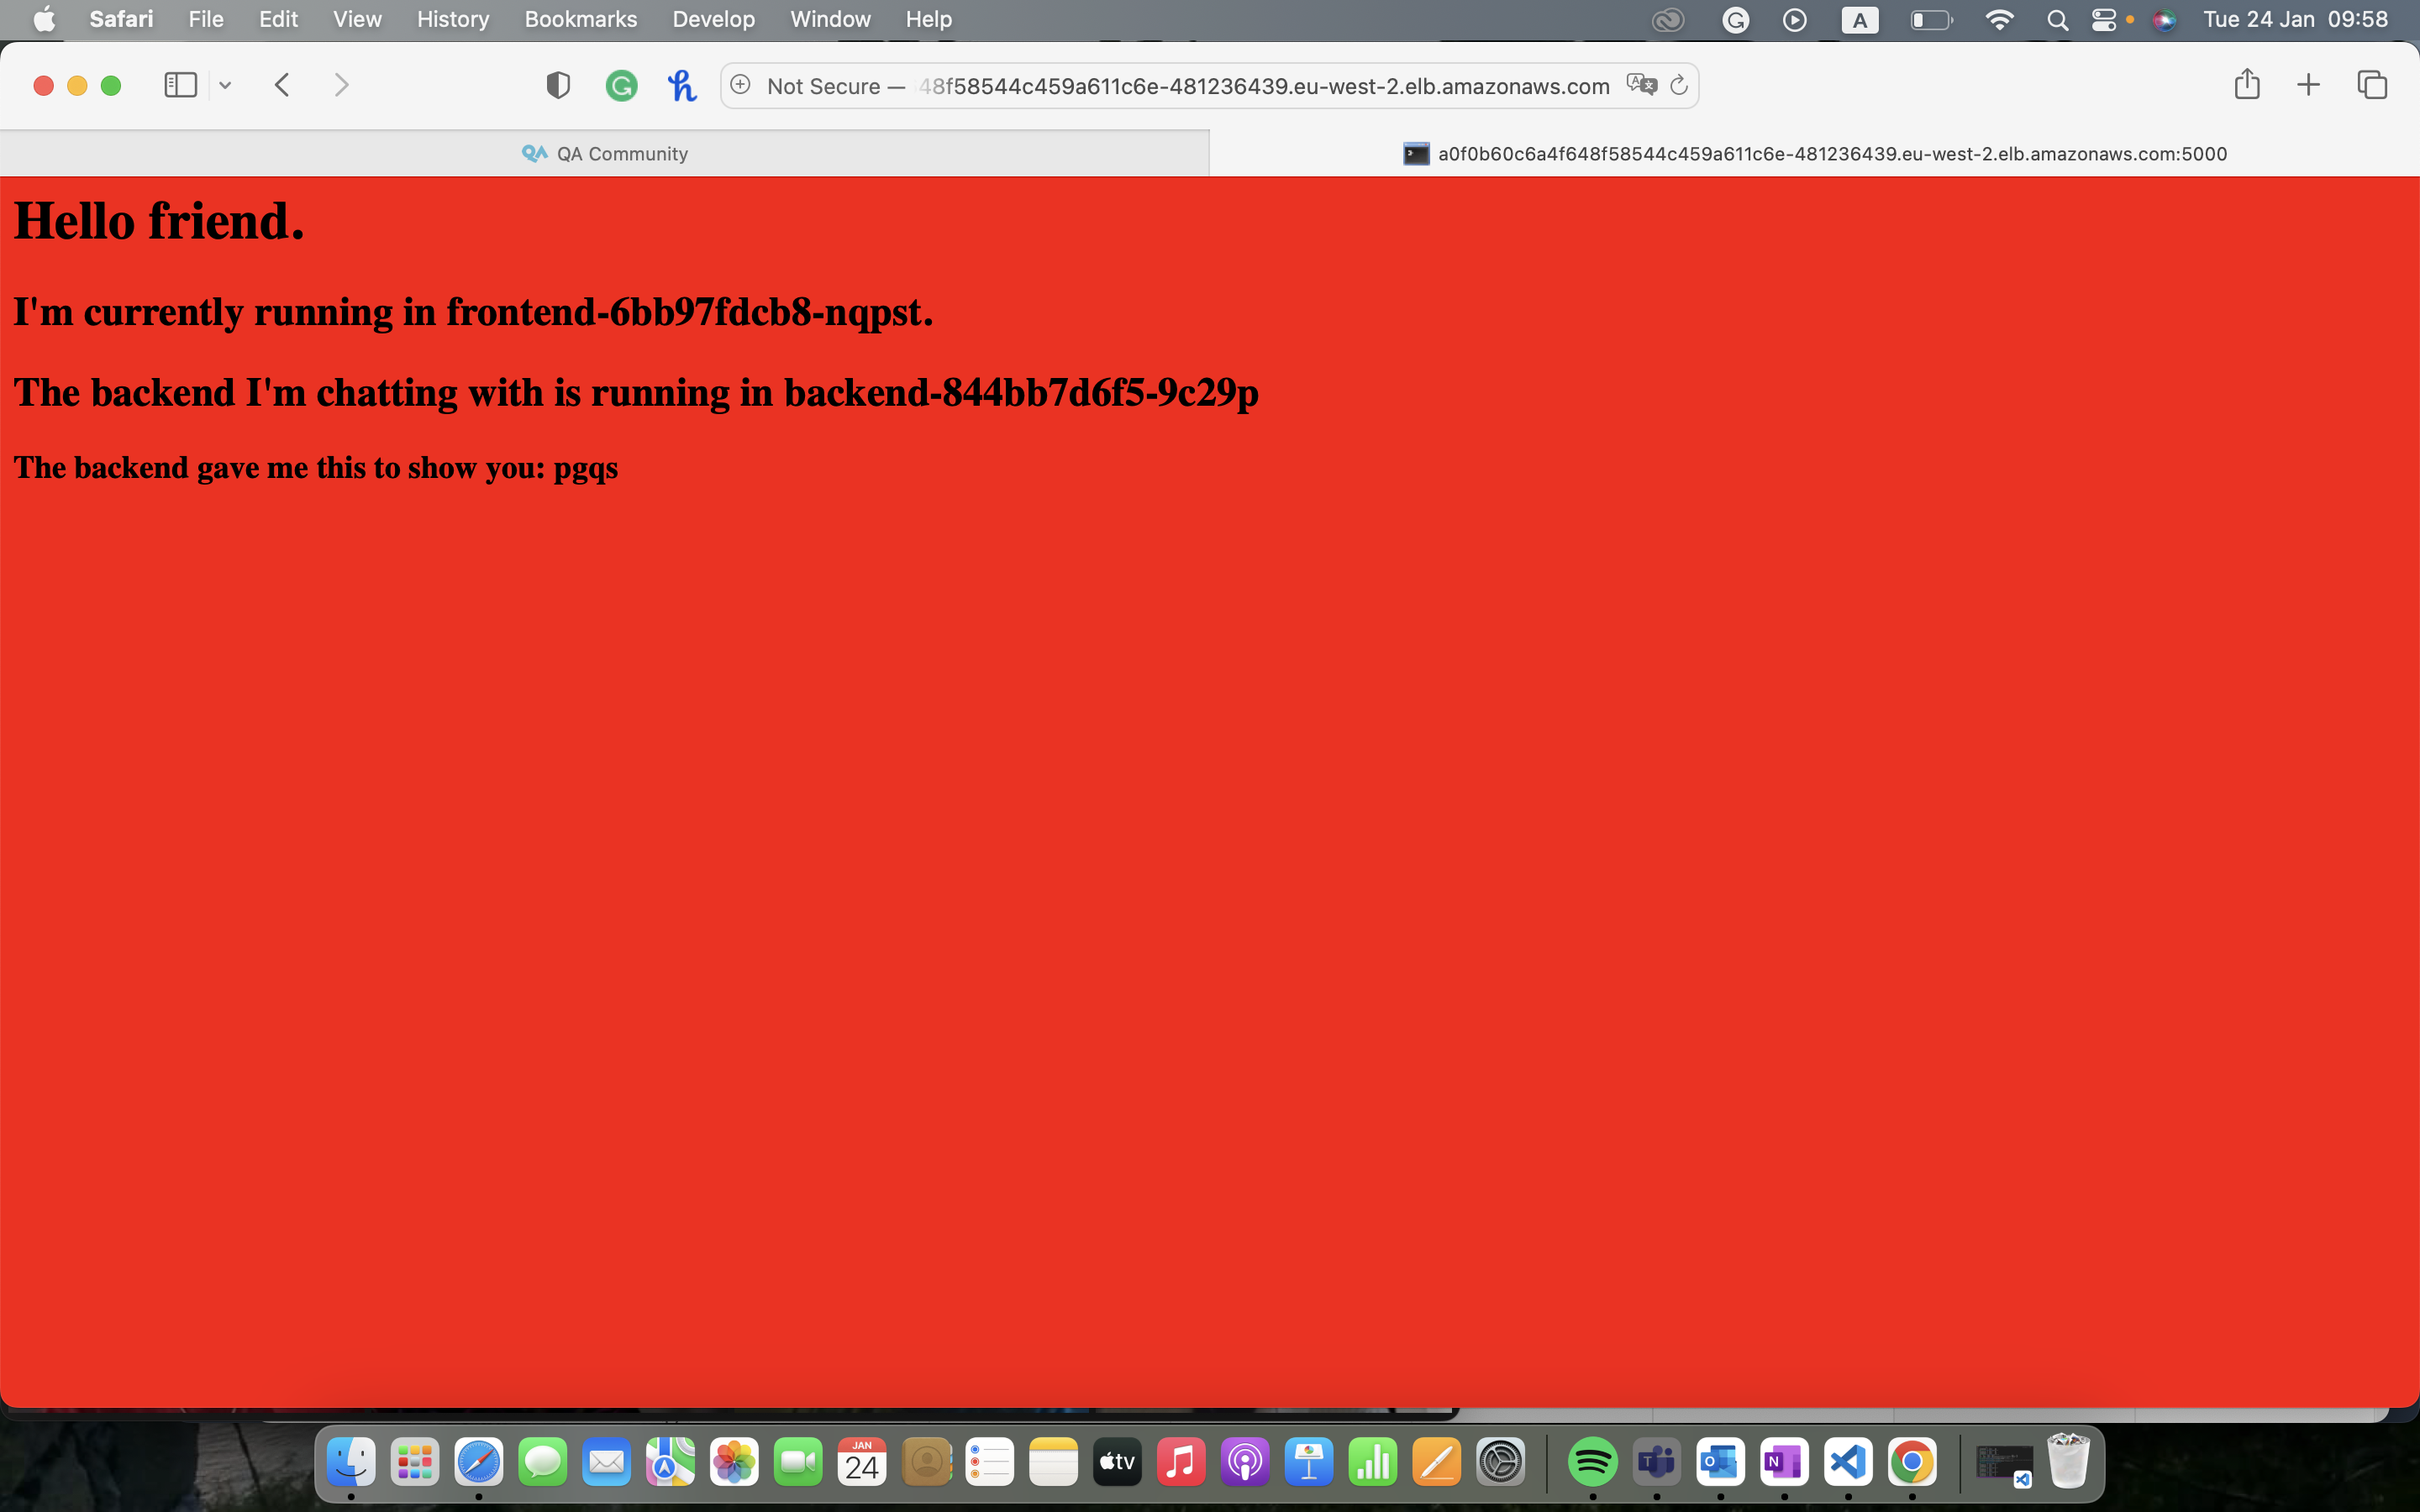 Safari File Edit View History Bookmarks Develop Window Help A Tue 24 Jan 09:58
Not Secure — 48f58544c459a611c6e-481236439.eu-west-2.elb.amazonaws.com
QA QA Community a0f0b60c6a4f648f58544c459a611c6e-481236439.eu-west-2.elb.amazonaws.com:5000
Hello friend.
I'm currently running in frontend-6bb97fdcb8-nqpst.
The backend I'm chatting with is running in backend-844bb7d6f5-9c29p
The backend gave me this to show you: pgqs
JAN
24
tv